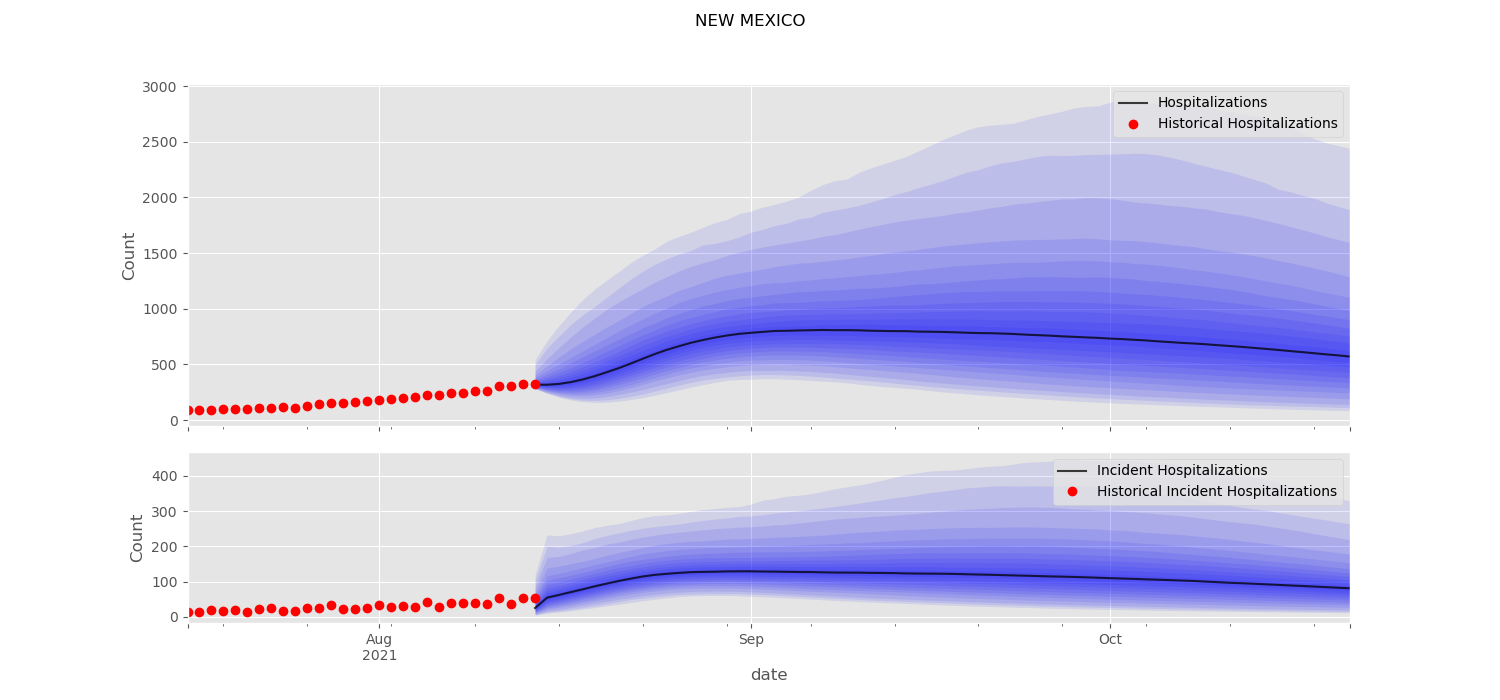 NEW MEXICO
3000
2500
2000
1500
1000
500
0
Count
Hospitalizations
Historical Hospitalizations
400
300
200
100
0
Count
Incident Hospitalizations
Historical Incident Hospitalizations
Aug
2021
Sep
Oct
date